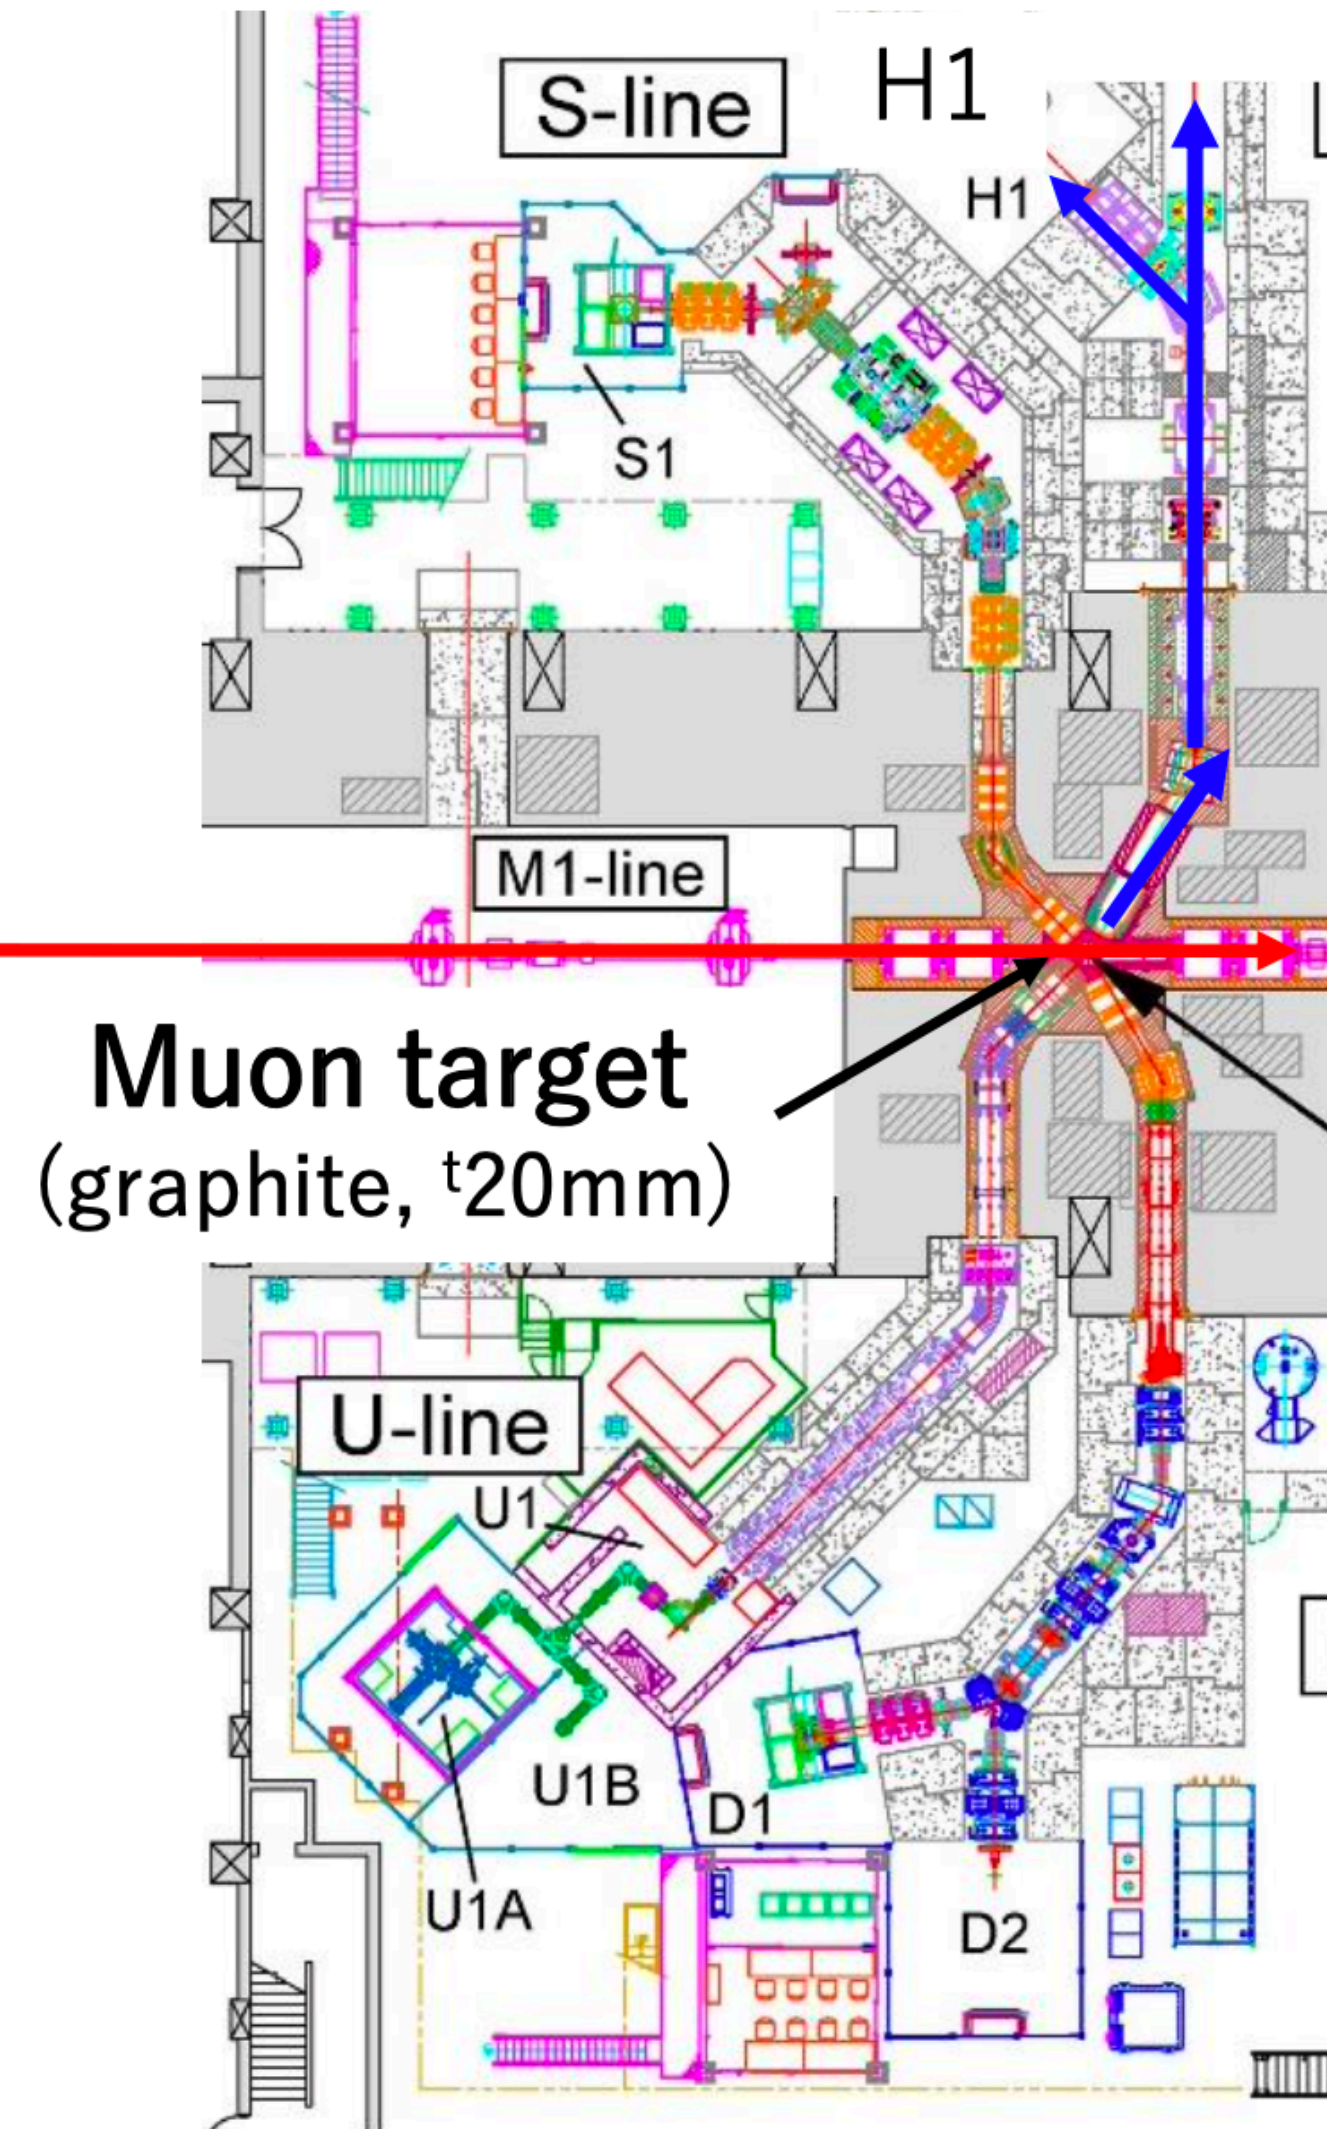 S-line
H1
H1
S1
M1-line
Muon target
(graphite, ᵗ20mm)
U-line
U1
U1B
D1
U1A
D2